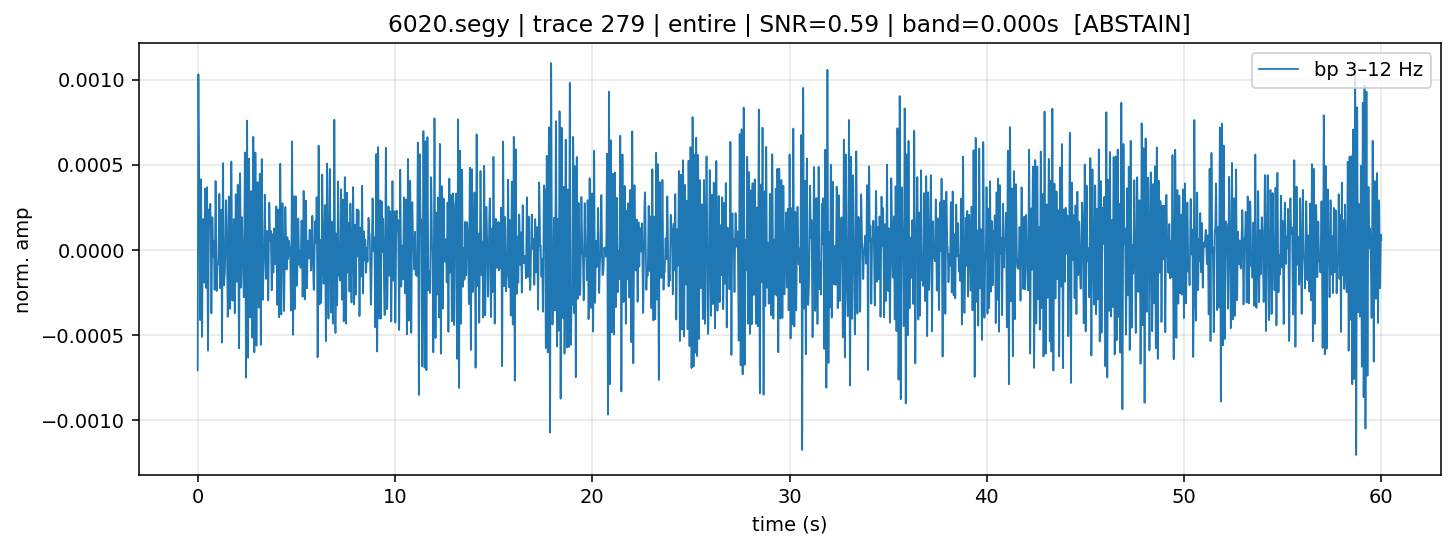 6020.segy | trace 279 | entire | SNR=0.59 | band=0.000s  [ABSTAIN]
bp 3–12 Hz
norm. amp
0.0010
0.0005
0.0000
−0.0005
−0.0010
0 10 20 30 40 50 60
time (s)